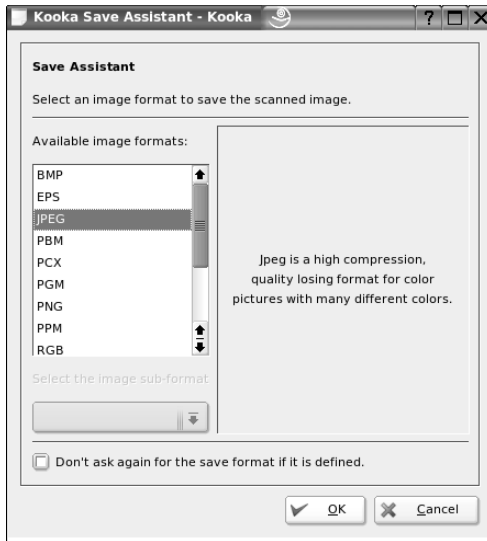 Kooka Save Assistant - Kooka
Save Assistant
Select an image format to save the scanned image.
Available image formats:
BMP
EPS
JPEG
PBM
PCX
PGM
PNG
PPM
RGB
Jpeg is a high compression,
quality losing format for color
pictures with many different colors.
Select the image sub-format
Don't ask again for the save format if it is defined.
OK
Cancel